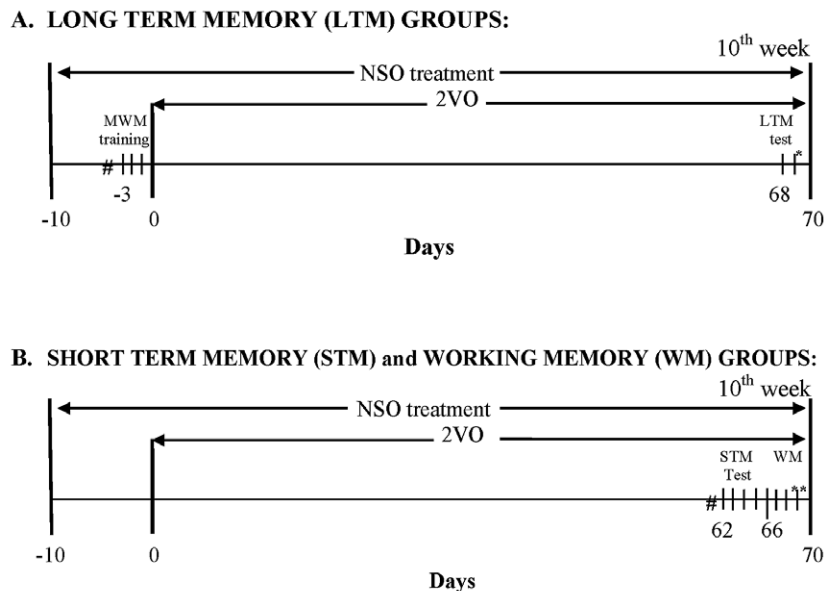 A. LONG TERM MEMORY (LTM) GROUPS:
10th week
NSO treatment
2VO
MWM
training
LTM
test
#
*
-3
68
-10
0
70
Days
B. SHORT TERM MEMORY (STM) and WORKING MEMORY (WM) GROUPS:
10th week
NSO treatment
2VO
STM
Test
WM
#
**
62
66
-10
0
70
Days